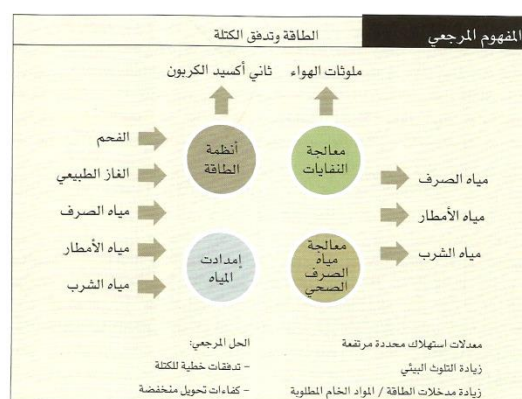 المفهوم المرجعي
الطاقة وتدفق الكتلة
ملوثات الهواء
ثاني أكسيد الكربون
معالجة
النفايات
أنظمة
الطاقة
معالجة
مياه
الصرف
الصحي
إمدادت
المياه
الفحم
الغاز الطبيعي
مياه الصرف
مياه الأمطار
مياه الشرب
مياه الصرف
مياه الأمطار
مياه الشرب
معدلات استهلاك محددة مرتفعة
زيادة التلوث البيئي
زيادة مدخلات الطاقة / المواد الخام المطلوبة
الحل المرجعي:
– تدفقات خطية للكتلة
– كفاءات تحويل منخفضة